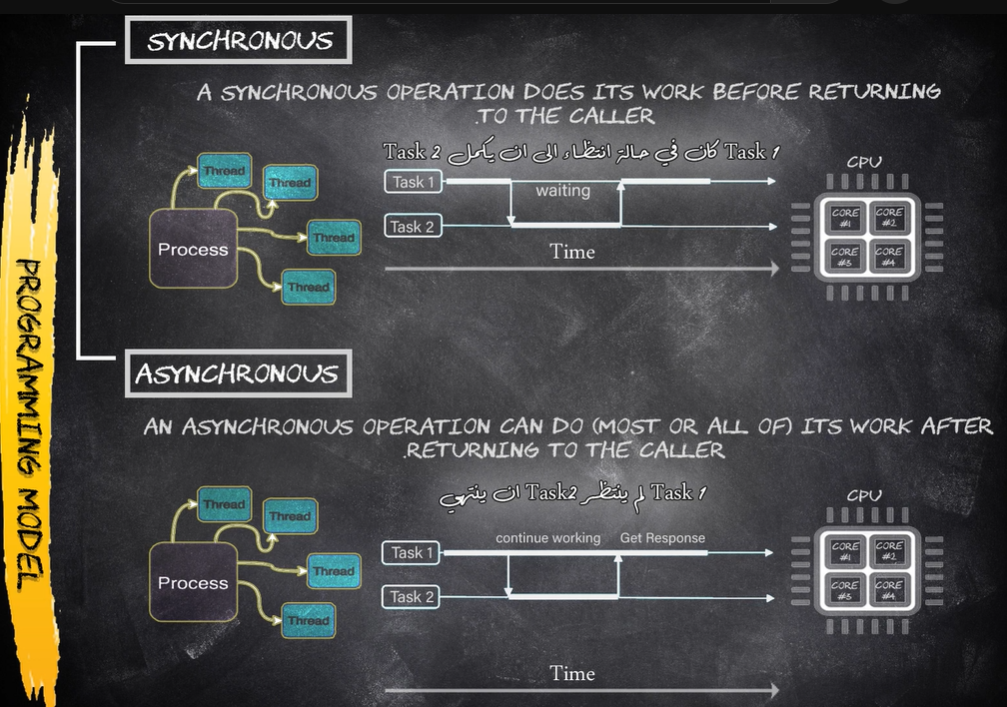 SYNCHRONOUS
A SYNCHRONOUS OPERATION DOES ITS WORK BEFORE RETURNING
.TO THE CALLER
Task 1 كان في حالة انتظاء الى ان يكمل Task 2
Thread
Thread
Thread
Thread
Process
Task 1
waiting
Task 2
Time
CPU
CORE #1
CORE #2
CORE #3
CORE #4
PROGRAMMING MODEL
ASYNCHRONOUS
AN ASYNCHRONOUS OPERATION CAN DO (MOST OR ALL OF) ITS WORK AFTER
.RETURNING TO THE CALLER
Task 1 لم ينتظر Task2 ان ينتهي
Thread
Thread
Thread
Thread
Process
continue working
Get Response
Task 1
Task 2
Time
CPU
CORE #1
CORE #2
CORE #3
CORE #4